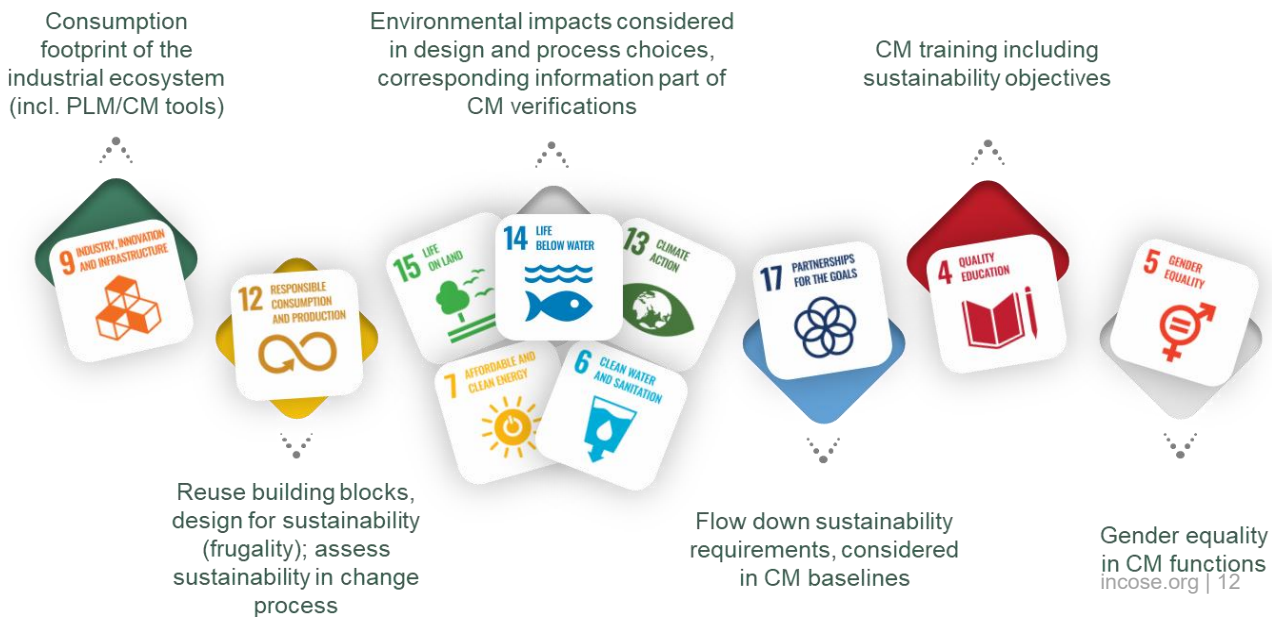 Consumption
footprint of the
industrial ecosystem
(incl. PLM/CM tools)
Environmental impacts considered
in design and process choices,
corresponding information part of
CM verifications
CM training including
sustainability objectives
9 INDUSTRY, INNOVATION
AND INFRASTRUCTURE
12 RESPONSIBLE
CONSUMPTION
AND PRODUCTION
15 LIFE
ON LAND
14 LIFE
BELOW WATER
13 CLIMATE
ACTION
7 AFFORDABLE AND
CLEAN ENERGY
6 CLEAN WATER
AND SANITATION
17 PARTNERSHIPS
FOR THE GOALS
4 QUALITY
EDUCATION
5 GENDER
EQUALITY
Reuse building blocks,
design for sustainability
(frugality); assess
sustainability in change
process
Flow down sustainability
requirements, considered
in CM baselines
Gender equality
in CM functions
incose.org | 12